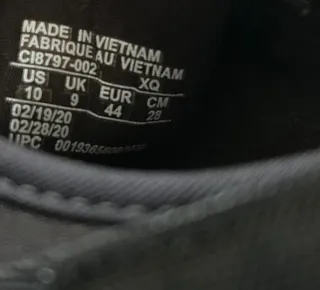 MADE IN VIETNAM
FABRIQUE AU VIETNAM
CI8797-002 XQ
US UK EUR CM
10 9 44 28
02/19/20
02/28/20
UPC